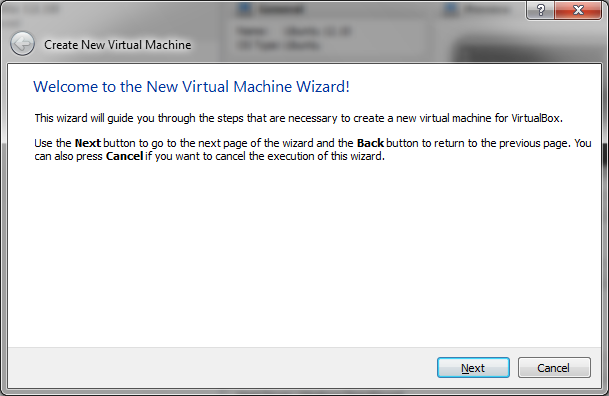 General
Name: Ubuntu 12.10
OS Type: Ubuntu
Create New Virtual Machine
Welcome to the New Virtual Machine Wizard!
This wizard will guide you through the steps that are necessary to create a new virtual machine for VirtualBox.
Use the Next button to go to the next page of the wizard and the Back button to return to the previous page. You
can also press Cancel if you want to cancel the execution of this wizard.
Next
Cancel